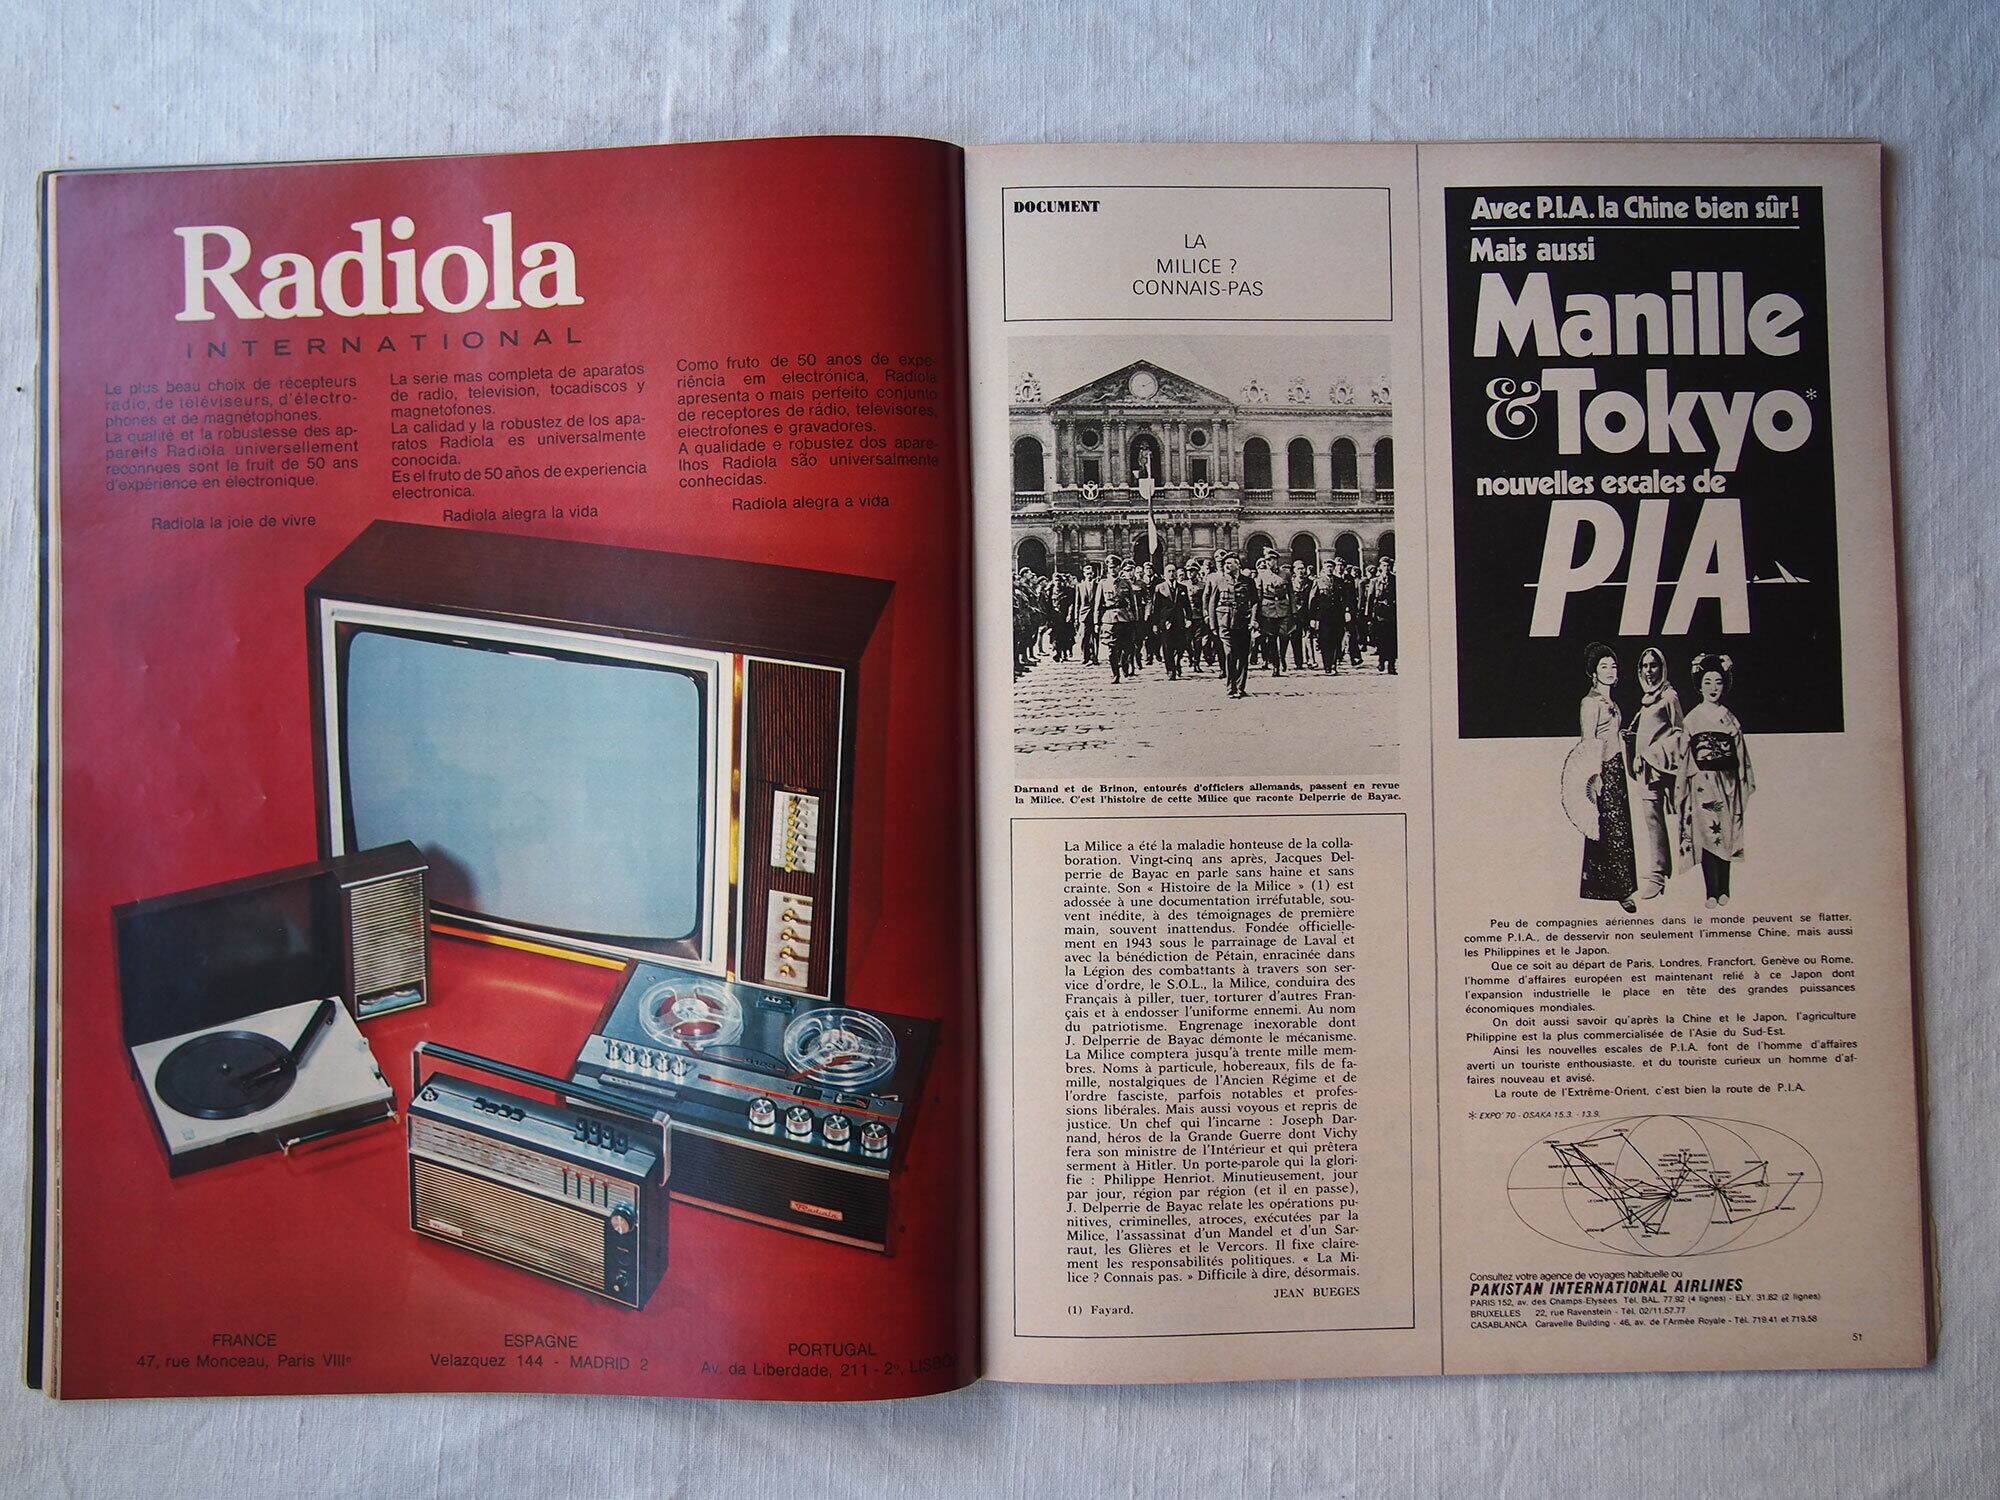 Radiola
INTERNATIONAL
Le plus beau choix de récepteurs
radio, de téléviseurs, d'électro-
phones et de magnétophones.
La qualité et la robustesse des ap-
pareils Radiola universellement
reconnues sont le fruit de 50 ans
d'expérience en électronique.
Radiola la joie de vivre
La serie mas completa de aparatos
de radio, television, tocadiscos y
magnetofones.
La calidad y la robustez de los apa-
ratos Radiola es universalmente
conocida.
Es el fruto de 50 años de experiencia
electronica.
Radiola alegra la vida
Como fruto de 50 anos de expe-
riência em electrónica, Radiola
apresenta o mais perfeito conjunto
de receptores de rádio, televisores,
electrofones e gravadores.
A qualidade e robustez dos apare-
lhos Radiola são universalmente
conhecidas.
Radiola alegra a vida
Radiola
FRANCE
47, rue Monceau, Paris VIIIe
ESPAGNE
Velazquez 144 - MADRID 2
PORTUGAL
Av. da Liberdade, 211 - 2º, LISBOA
DOCUMENT
LA
MILICE ?
CONNAIS-PAS
Darnand et de Brinon, entourés d'officiers allemands, passent en revue
la Milice. C'est l'histoire de cette Milice que raconte Delperrie de Bayac.
La Milice a été la maladie honteuse de la colla-
boration. Vingt-cinq ans après, Jacques Del-
perrie de Bayac en parle sans haine et sans
crainte. Son « Histoire de la Milice » (1) est
adossée à une documentation irréfutable, sou-
vent inédite, à des témoignages de première
main, souvent inattendus. Fondée officielle-
ment en 1943 sous le parrainage de Laval et
avec la bénédiction de Pétain, enracinée dans
la Légion des combattants à travers son ser-
vice d'ordre, le S.O.L., la Milice, conduira des
Français à piller, tuer, torturer d'autres Fran-
çais et à endosser l'uniforme ennemi. Au nom
du patriotisme. Engrenage inexorable dont
J. Delperrie de Bayac démonte le mécanisme.
La Milice comptera jusqu'à trente mille mem-
bres. Noms à particule, hobereaux, fils de fa-
mille, nostalgiques de l'Ancien Régime et de
l'ordre fasciste, parfois notables et profes-
sions libérales. Mais aussi voyous et repris de
justice. Un chef qui l'incarne : Joseph Dar-
nand, héros de la Grande Guerre dont Vichy
fera son ministre de l'Intérieur et qui prêtera
serment à Hitler. Un porte-parole qui la glori-
fie : Philippe Henriot. Minutieusement, jour
par jour, région par région (et il en passe),
J. Delperrie de Bayac relate les opérations pu-
nitives, criminelles, atroces, exécutées par la
Milice, l'assassinat d'un Mandel et d'un Sar-
raut, les Glières et le Vercors. Il fixe claire-
ment les responsabilités politiques. « La Mi-
lice ? Connais pas. » Difficile à dire, désormais.
JEAN BUEGES
(1) Fayard.
Avec P.I.A. la Chine bien sûr!
Mais aussi
Manille
& Tokyo*
nouvelles escales de
PIA
Peu de compagnies aériennes dans le monde peuvent se flatter,
comme P.I.A., de desservir non seulement l'immense Chine, mais aussi
les Philippines et le Japon.
Que ce soit au départ de Paris, Londres, Francfort, Genève ou Rome,
l'homme d'affaires européen est maintenant relié à ce Japon dont
l'expansion industrielle le place en tête des grandes puissances
économiques mondiales.
On doit aussi savoir qu'après la Chine et le Japon, l'agriculture
Philippine est la plus commercialisée de l'Asie du Sud-Est.
Ainsi les nouvelles escales de P.I.A. font de l'homme d'affaires
averti un touriste enthousiaste, et du touriste curieux un homme d'af-
faires nouveau et avisé.
La route de l'Extrême-Orient, c'est bien la route de P.I.A.
* EXPO' 70 - OSAKA 15.3. - 13.9.
Consultez votre agence de voyages habituelle ou
PAKISTAN INTERNATIONAL AIRLINES
PARIS 152, av. des Champs-Elysées Tél. BAL. 77.92 (4 lignes) - ELY. 31.82 (2 lignes)
BRUXELLES 22, rue Ravenstein - Tél. 02/11.57.77
CASABLANCA Caravelle Building - 46, av. de l'Armée Royale - Tél. 719.41 et 719.58
51